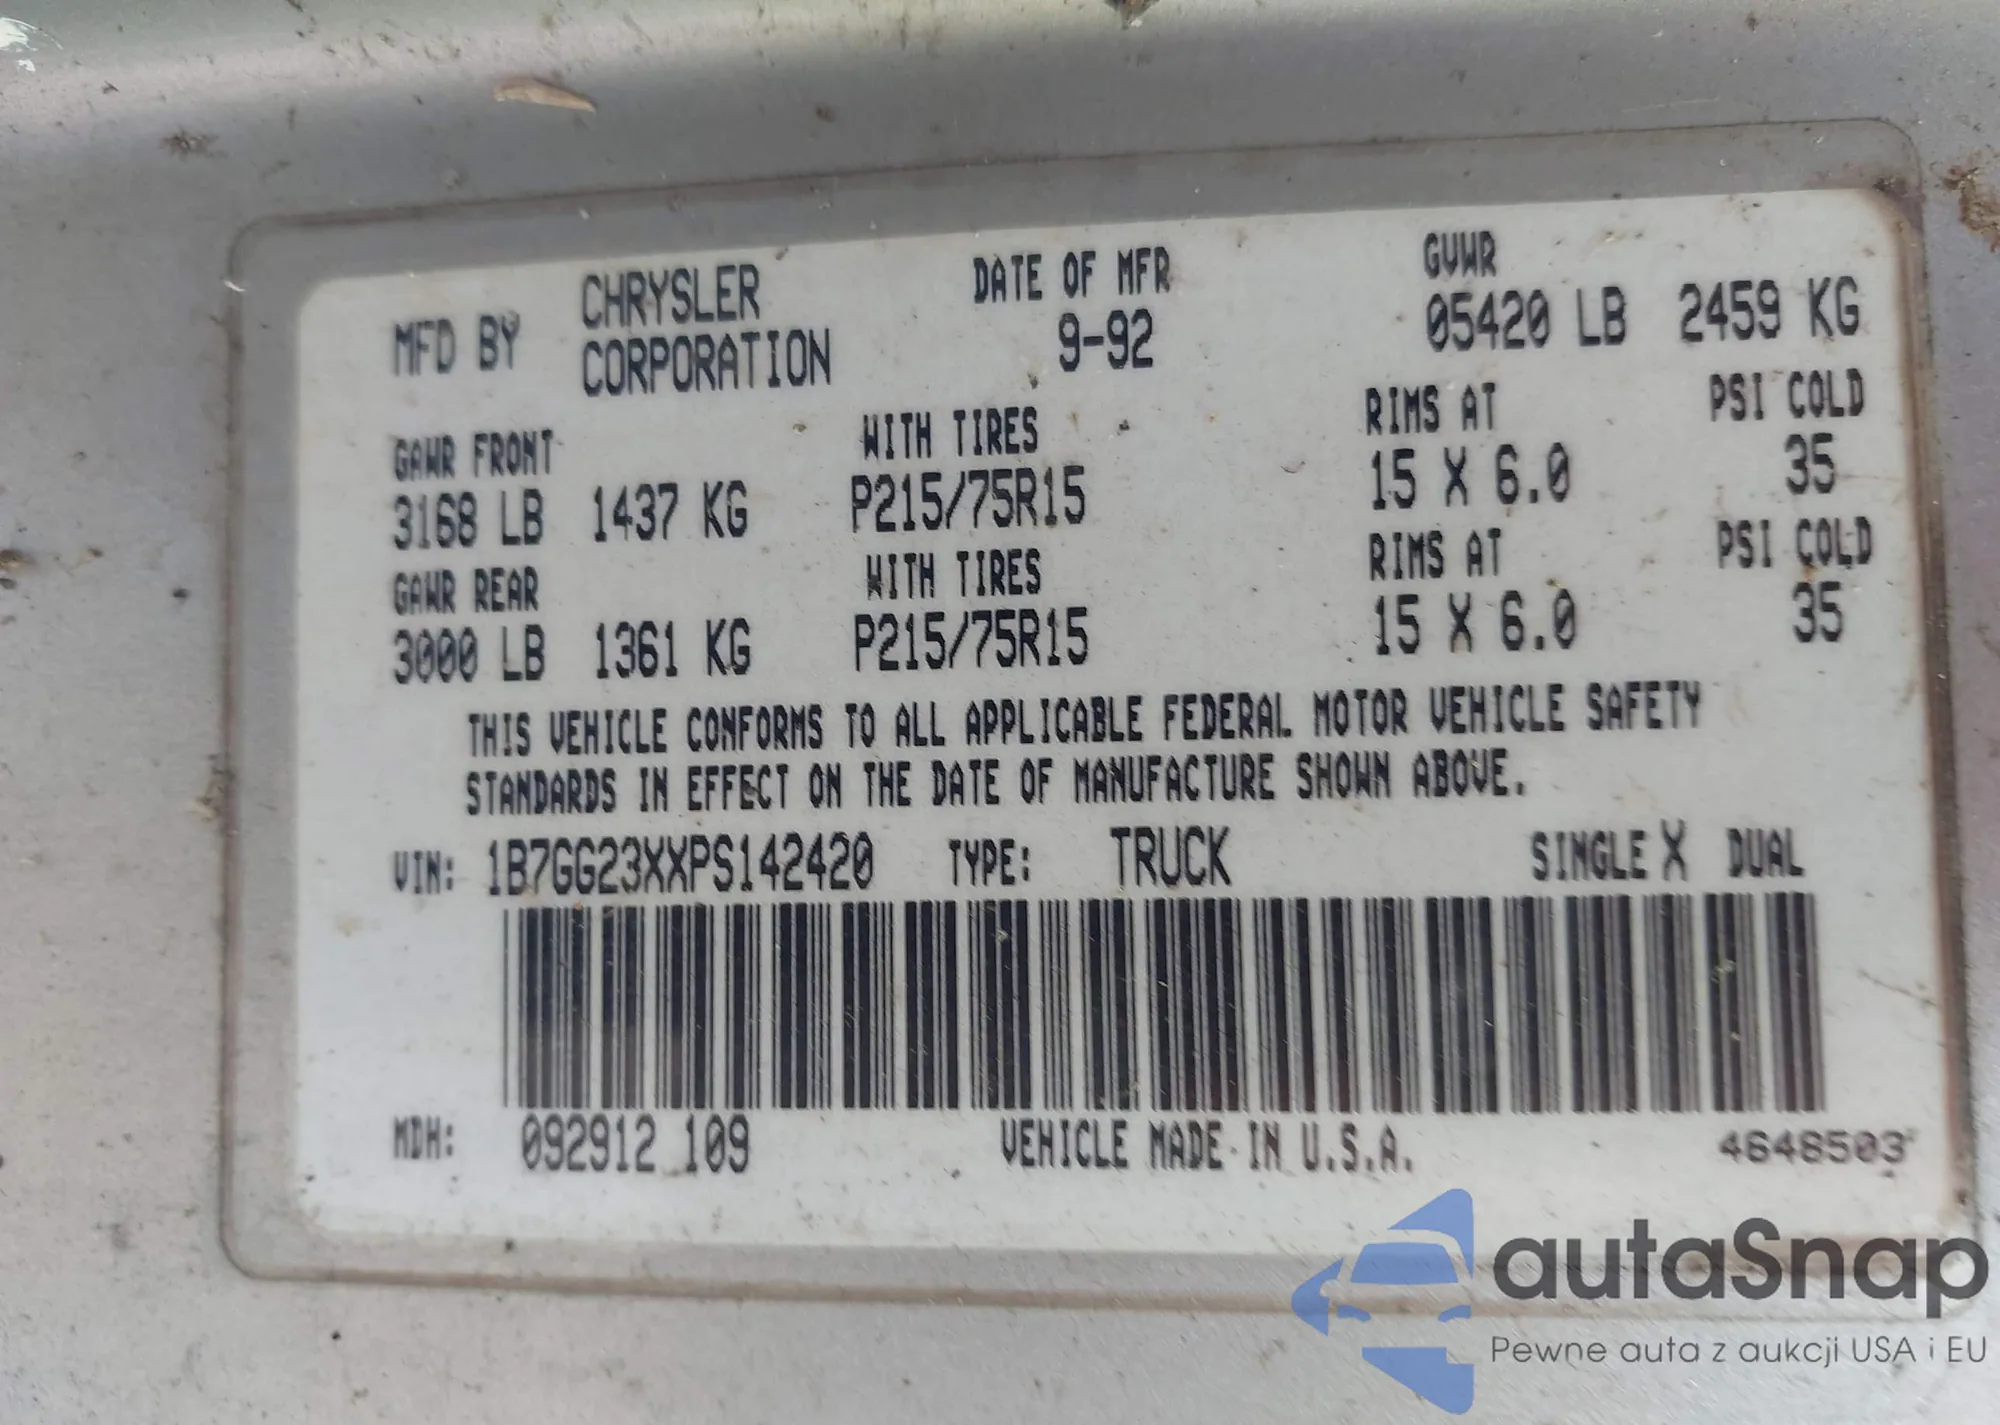 MFD BY CHRYSLER CORPORATION
DATE OF MFR 9-92
GVWR 05420 LB 2459 KG
GAWR FRONT WITH TIRES RIMS AT PSI COLD
3168 LB 1437 KG P215/75R15 15 X 6.0 35
GAWR REAR WITH TIRES RIMS AT PSI COLD
3000 LB 1361 KG P215/75R15 15 X 6.0 35
THIS VEHICLE CONFORMS TO ALL APPLICABLE FEDERAL MOTOR VEHICLE SAFETY
STANDARDS IN EFFECT ON THE DATE OF MANUFACTURE SHOWN ABOVE.
VIN: 1B7GG23XXPS142420 TYPE: TRUCK SINGLE X DUAL
MDH: 092912 109 VEHICLE MADE IN U.S.A. 4648503
autaSnap
Pewne auta z aukcji USA i EU